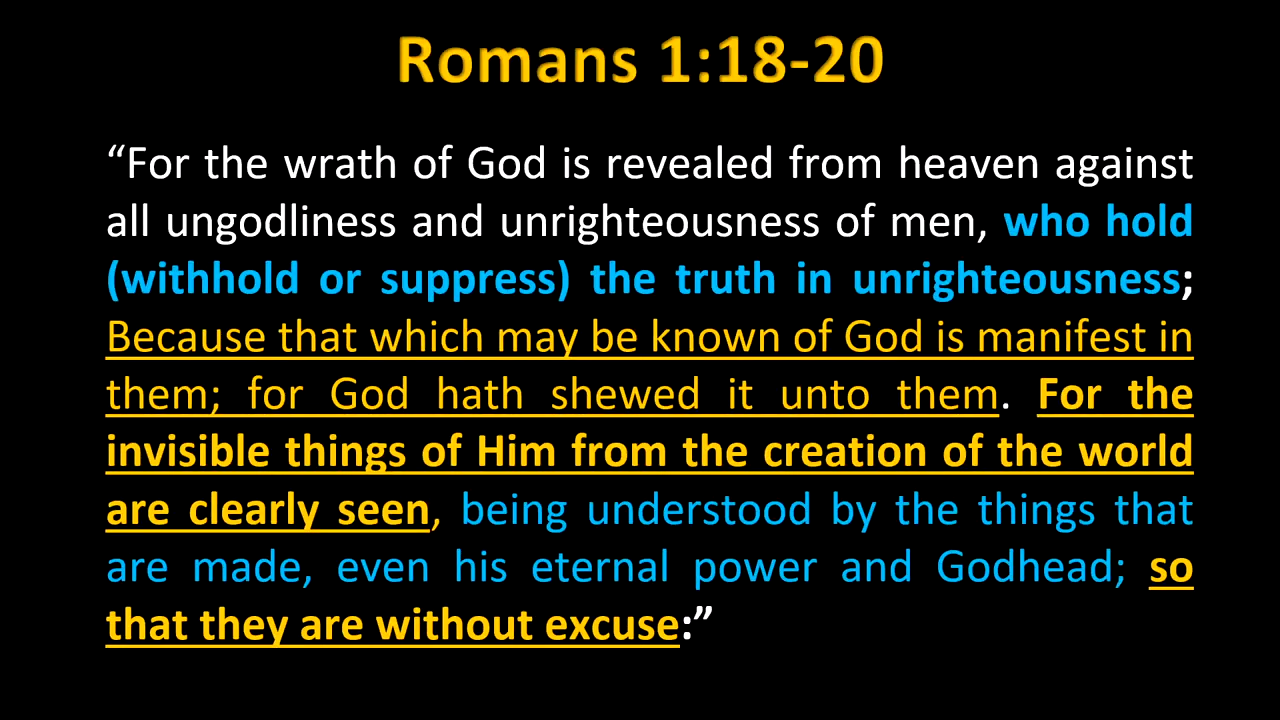 Romans 1:18-20
“For the wrath of God is revealed from heaven against
all ungodliness and unrighteousness of men, who hold
(withhold or suppress) the truth in unrighteousness;
Because that which may be known of God is manifest in
them; for God hath shewed it unto them. For the
invisible things of Him from the creation of the world
are clearly seen, being understood by the things that
are made, even his eternal power and Godhead; so
that they are without excuse:”